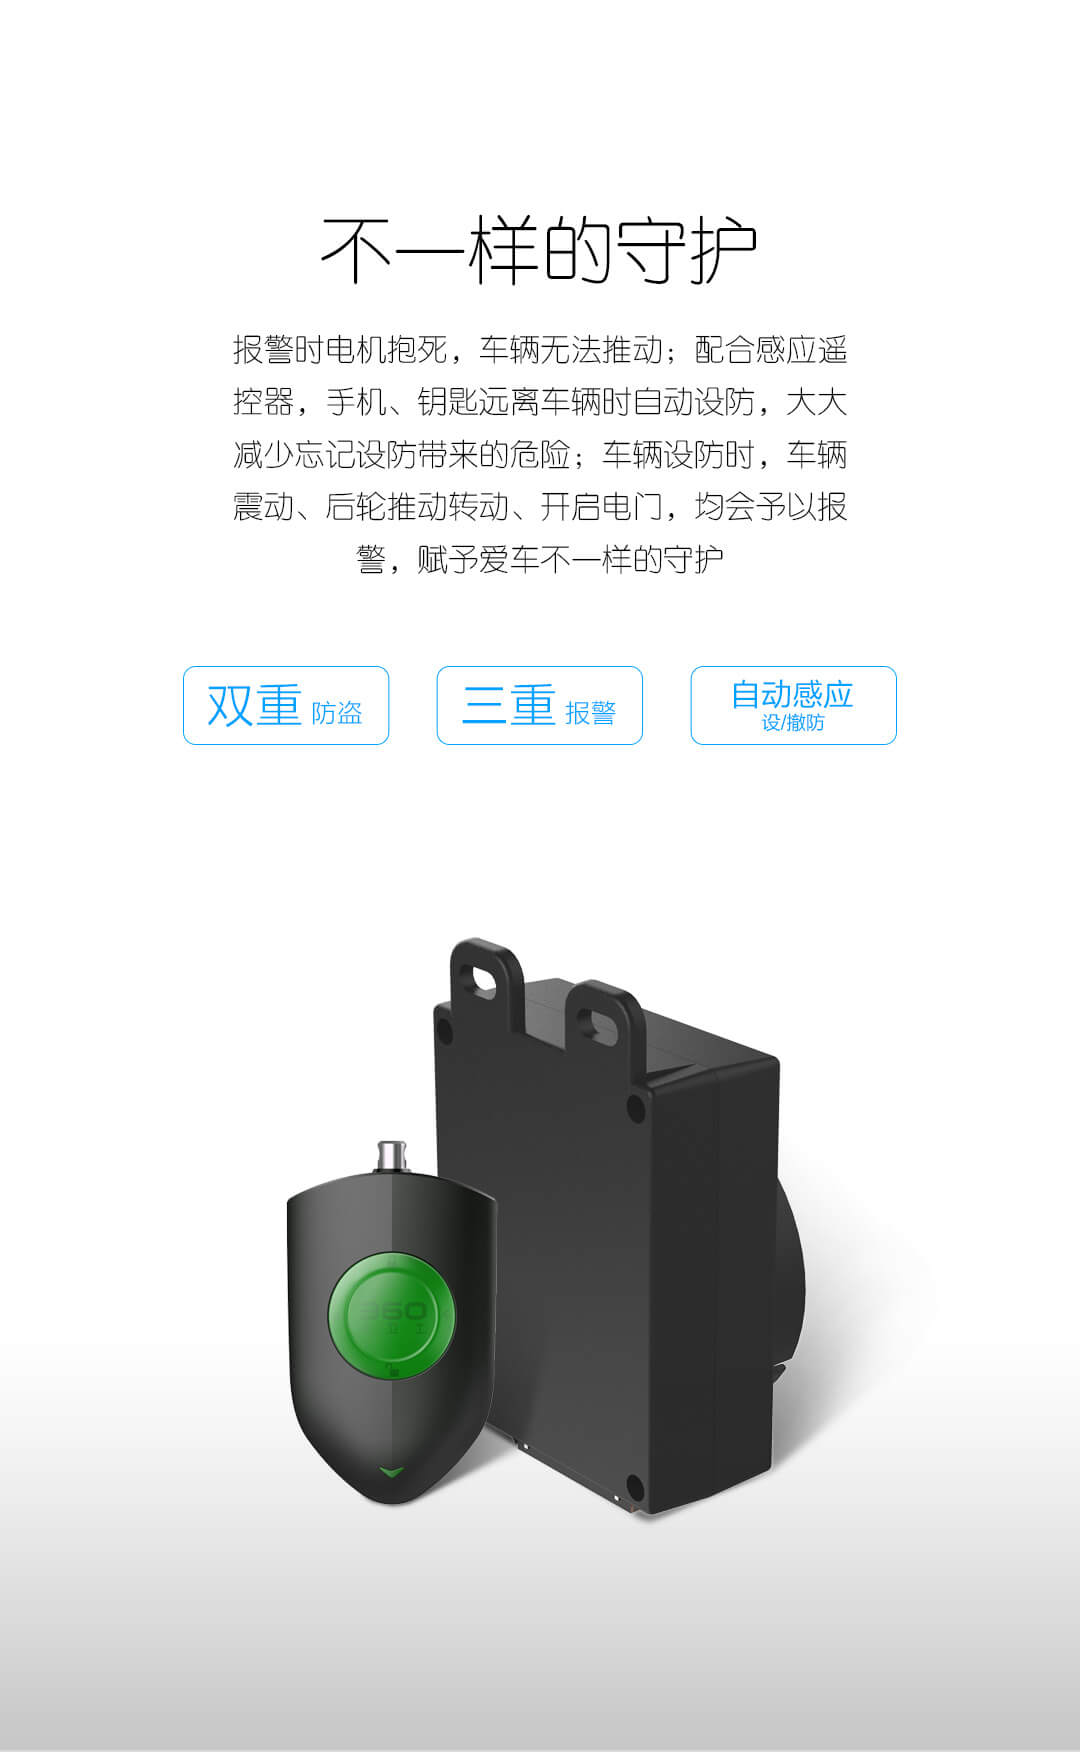 不一样的守护
报警时电机抱死，车辆无法推动；配合感应遥
控器，手机、钥匙远离车辆时自动设防，大大
减少忘记设防带来的危险；车辆设防时，车辆
震动、后轮推动转动、开启电门，均会予以报
警，赋予爱车不一样的守护
双重 防盗
三重 报警
自动感应
设/撤防
360